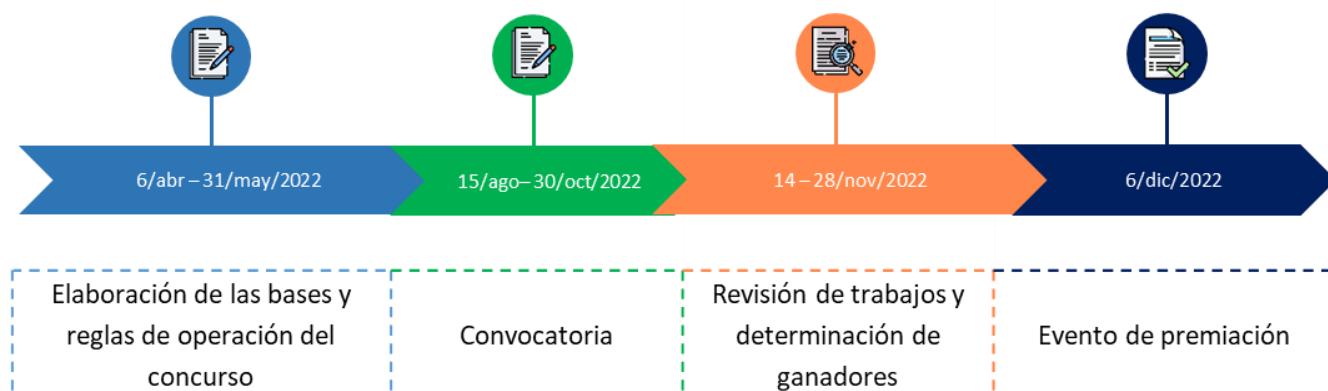 6/abr – 31/may/2022
15/ago– 30/oct/2022
14 – 28/nov/2022
6/dic/2022
Elaboración de las bases y
reglas de operación del
concurso
Convocatoria
Revisión de trabajos y
determinación de
ganadores
Evento de premiación